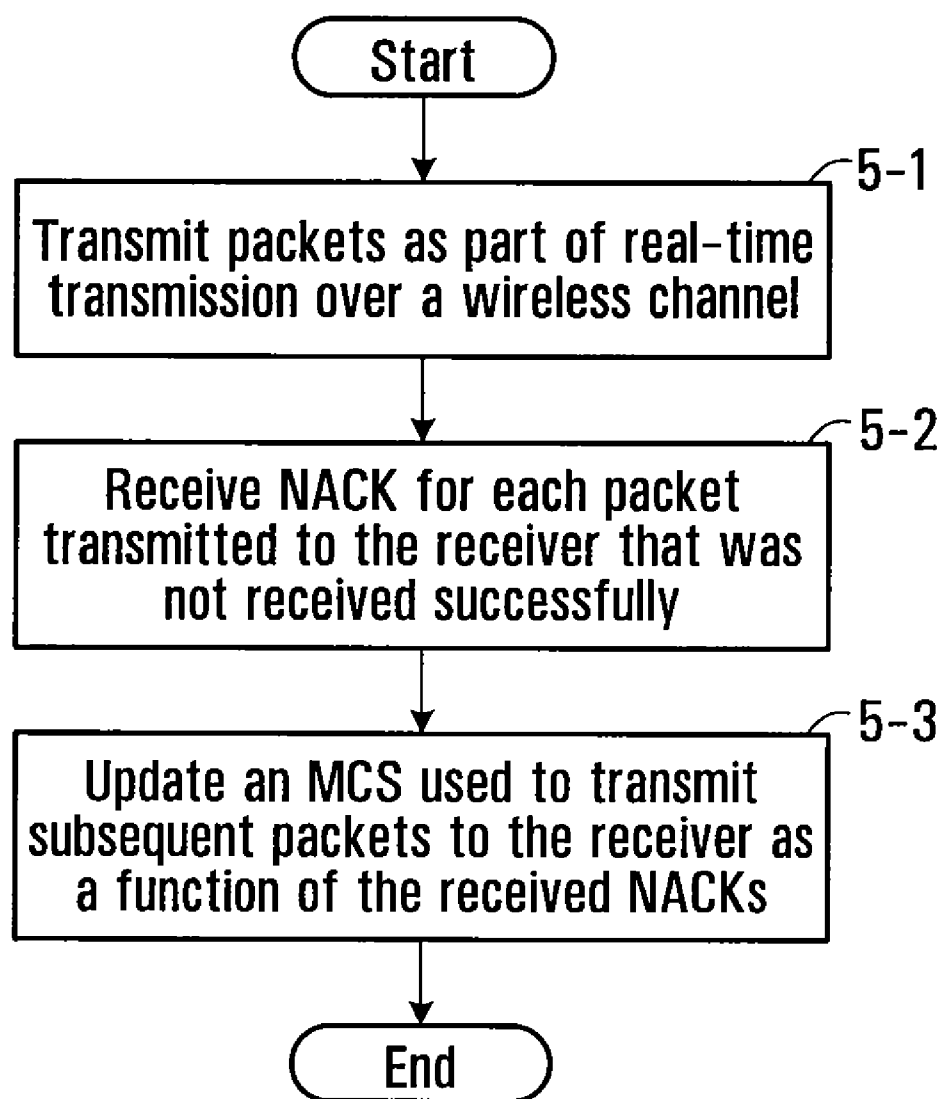 Start
5-1
Transmit packets as part of real-time
transmission over a wireless channel
5-2
Receive NACK for each packet
transmitted to the receiver that was
not received successfully
5-3
Update an MCS used to transmit
subsequent packets to the receiver as
a function of the received NACKs
End